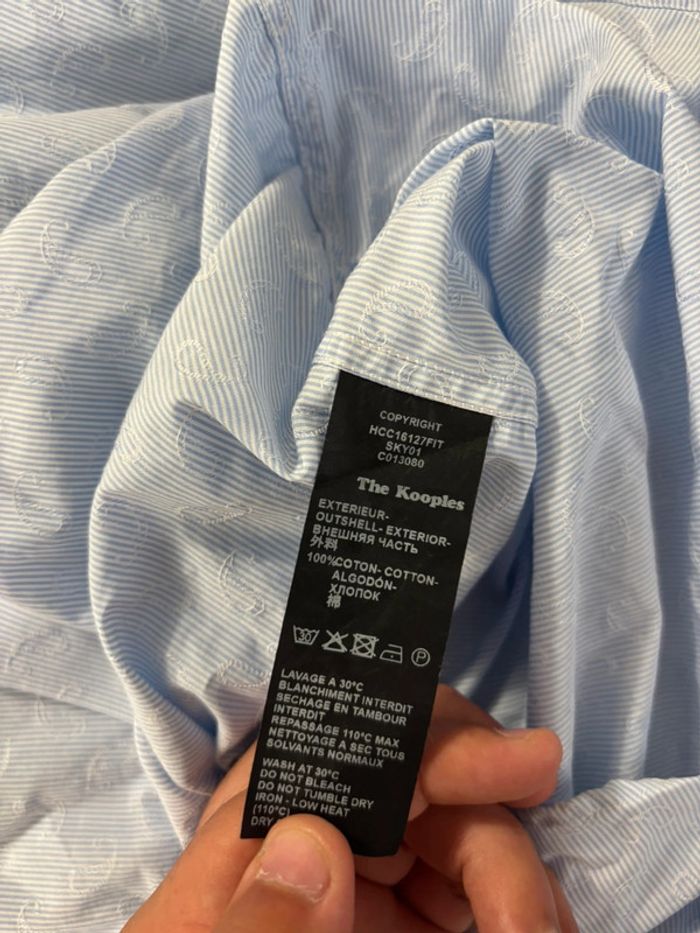 COPYRIGHT
HCC16127FIT
SKY01
C013080
The Kooples
EXTERIEUR-
OUTSHELL- EXTERIOR-
ВНЕШНЯЯ ЧАСТЬ
外科
100%COTON- COTTON-
ALGODÓN-
ХЛОПОК
棉
30
P
LAVAGE A 30°C
BLANCHIMENT INTERDIT
SECHAGE EN TAMBOUR
INTERDIT
REPASSAGE 110°C MAX
NETTOYAGE A SEC TOUS
SOLVANTS NORMAUX
WASH AT 30°C
DO NOT BLEACH
DO NOT TUMBLE DRY
IRON - LOW HEAT
(110°C)
DRY